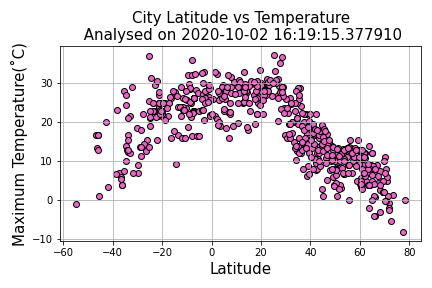 City Latitude vs Temperature
Analysed on 2020-10-02 16:19:15.377910
Maximum Temperature(˚C)
30
20
10
0
−10
−60 −40 −20 0 20 40 60 80
Latitude